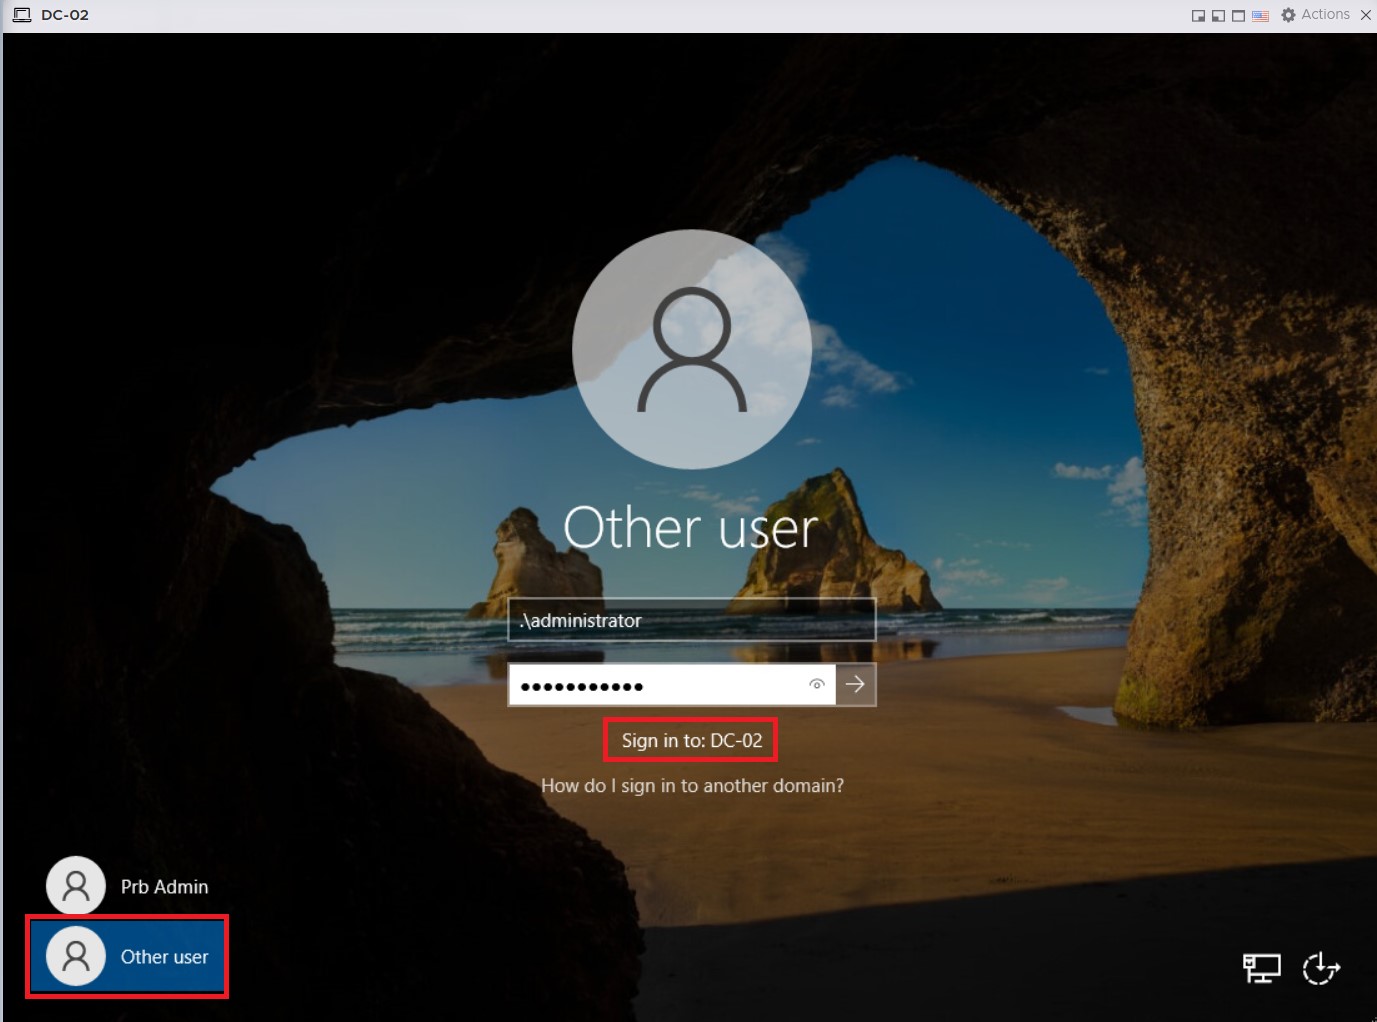 DC-02
Actions
Other user
.\administrator
Sign in to: DC-02
How do I sign in to another domain?
Prb Admin
Other user